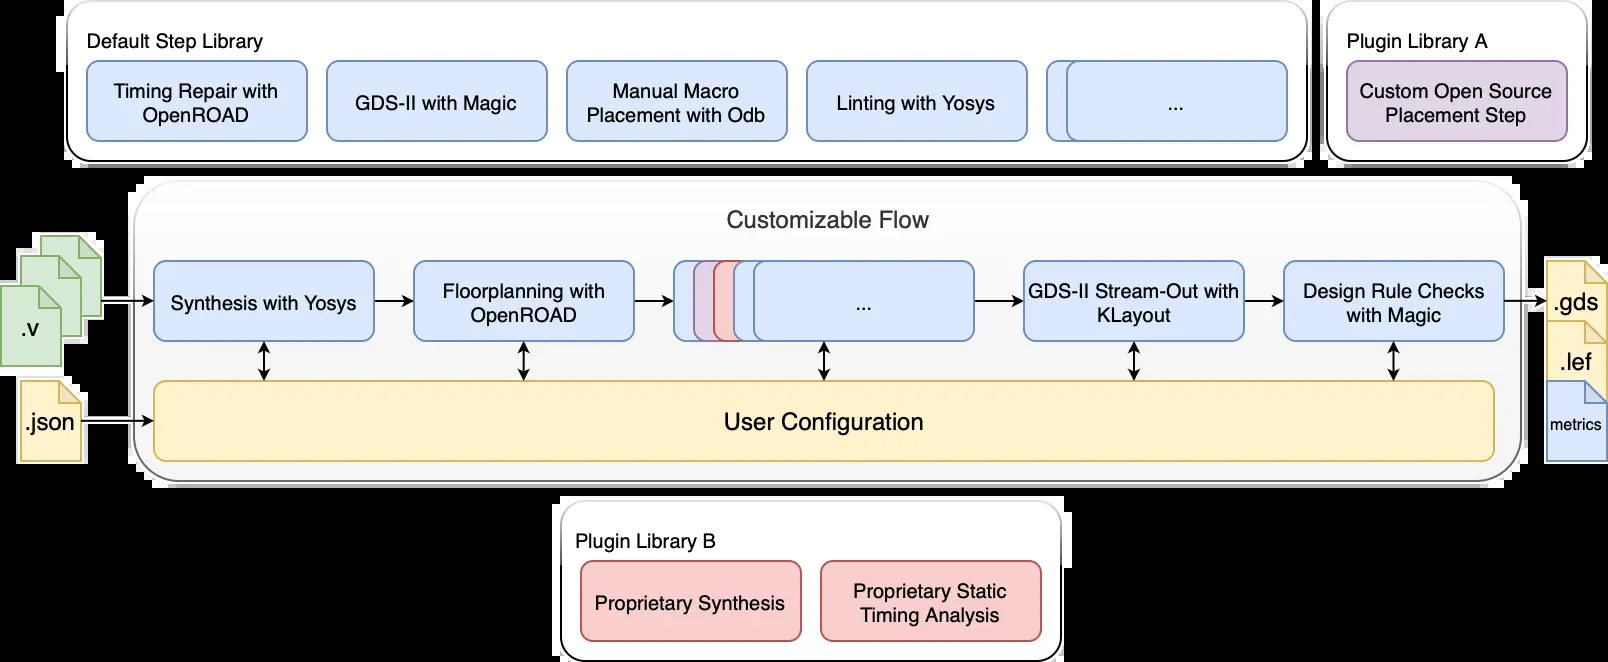 Default Step Library
Timing Repair with
OpenROAD
GDS-II with Magic
Manual Macro
Placement with Odb
Linting with Yosys
...
Plugin Library A
Custom Open Source
Placement Step
Customizable Flow
.v
Synthesis with Yosys
Floorplanning with
OpenROAD
...
GDS-II Stream-Out with
KLayout
Design Rule Checks
with Magic
.gds
.lef
metrics
.json
User Configuration
Plugin Library B
Proprietary Synthesis
Proprietary Static
Timing Analysis